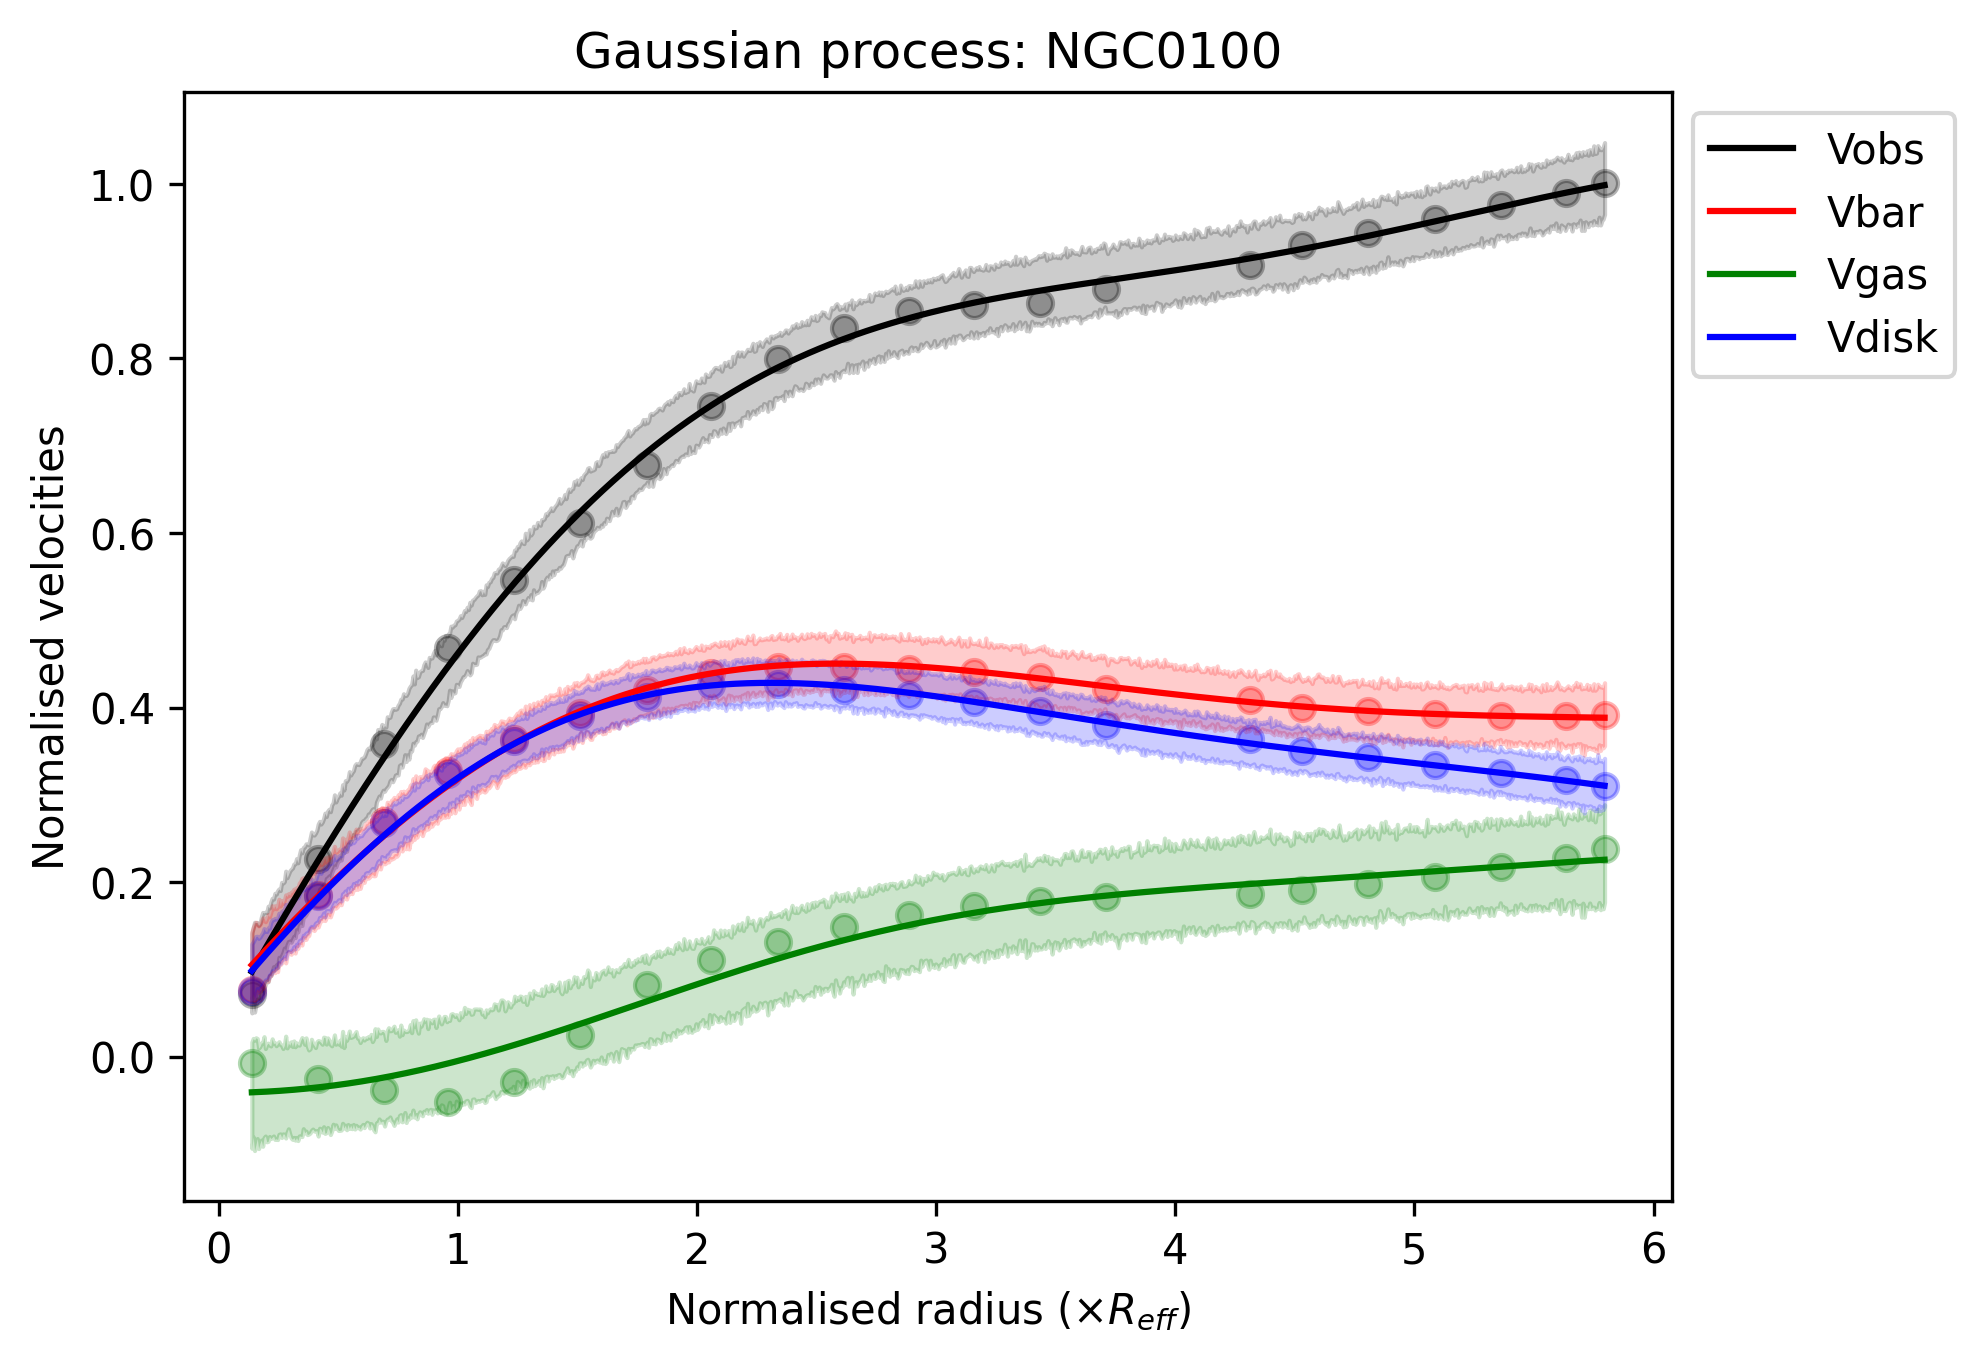 Gaussian process: NGC0100
Vobs
Vbar
Vgas
Vdisk
Normalised velocities
1.0
0.8
0.6
0.4
0.2
0.0
0 1 2 3 4 5 6
Normalised radius (×R_eff)